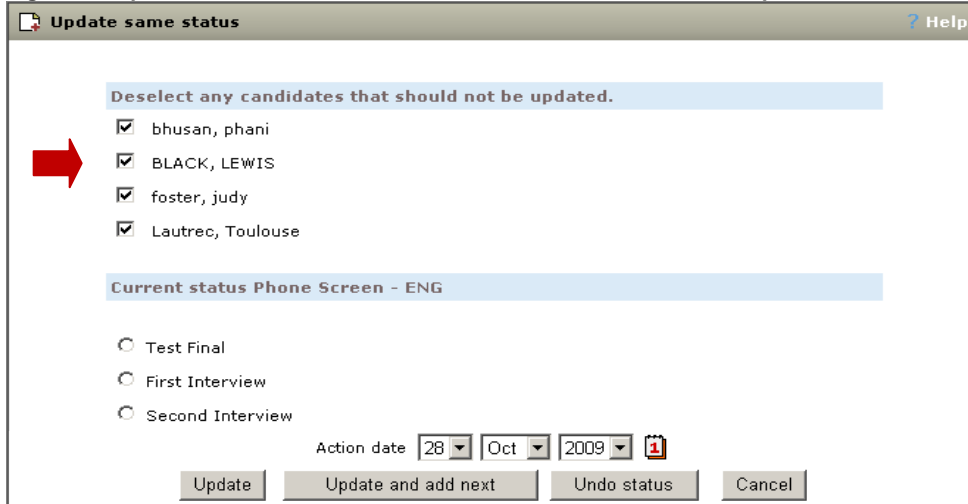 Update same status ? Help
Deselect any candidates that should not be updated.
bhusan, phani
BLACK, LEWIS
foster, judy
Lautrec, Toulouse
Current status Phone Screen - ENG
Test Final
First Interview
Second Interview
Action date 28 Oct 2009 1
Update Update and add next Undo status Cancel